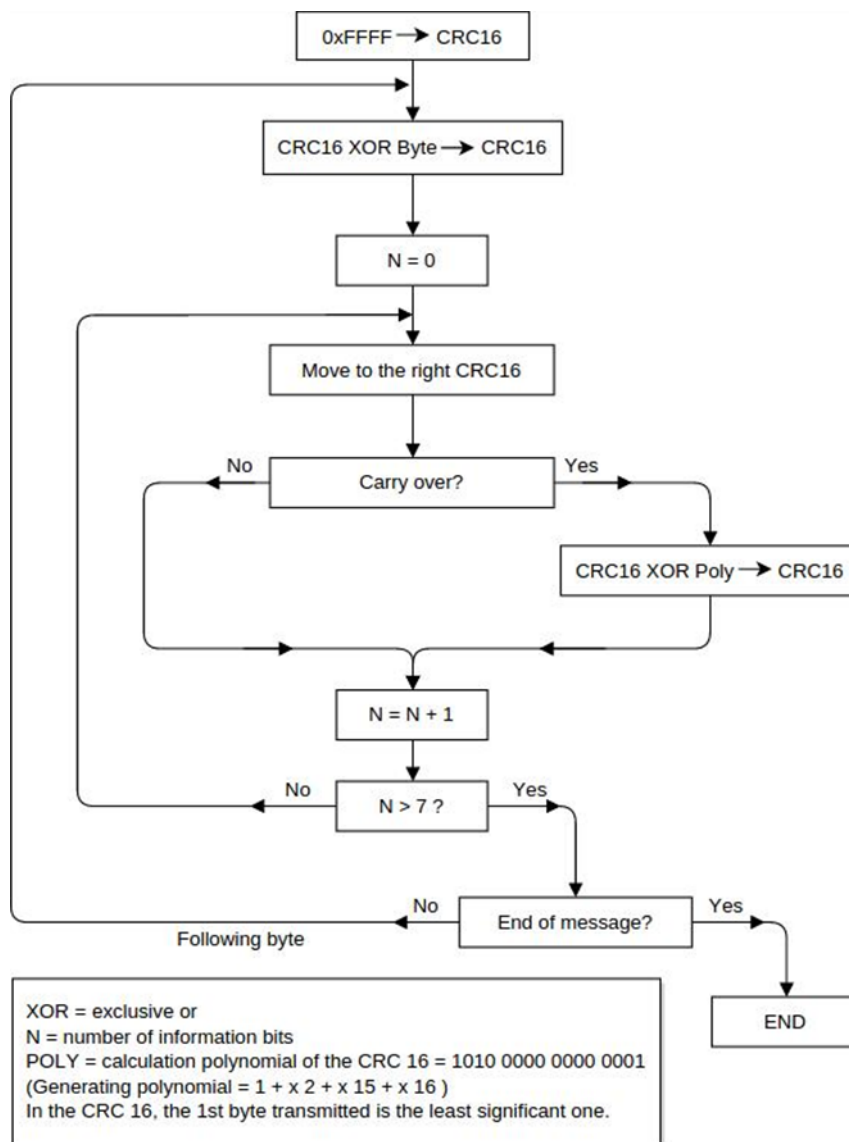 0xFFFF → CRC16
CRC16 XOR Byte → CRC16
N = 0
Move to the right CRC16
No
Carry over?
Yes
CRC16 XOR Poly → CRC16
N = N + 1
No
N > 7 ?
Yes
No
End of message?
Yes
Following byte
END
XOR = exclusive or
N = number of information bits
POLY = calculation polynomial of the CRC 16 = 1010 0000 0000 0001
(Generating polynomial = 1 + x 2 + x 15 + x 16 )
In the CRC 16, the 1st byte transmitted is the least significant one.